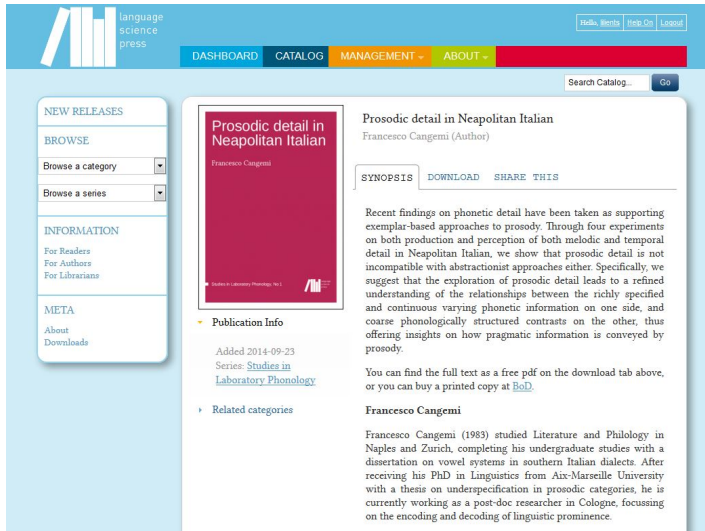 language
science
press
Hello, lilients Help On Logout
DASHBOARD CATALOG MANAGEMENT ABOUT
Search Catalog... Go
NEW RELEASES
BROWSE
Browse a category
Browse a series
INFORMATION
For Readers
For Authors
For Librarians
META
About
Downloads
Prosodic detail in
Neapolitan Italian
Francesco Cangemi
Studies in Laboratory Phonology, No.1
Publication Info
Added 2014-09-23
Series: Studies in
Laboratory Phonology
Related categories
Prosodic detail in Neapolitan Italian
Francesco Cangemi (Author)
SYNOPSIS DOWNLOAD SHARE THIS
Recent findings on phonetic detail have been taken as supporting
exemplar-based approaches to prosody. Through four experiments
on both production and perception of both melodic and temporal
detail in Neapolitan Italian, we show that prosodic detail is not
incompatible with abstractionist approaches either. Specifically, we
suggest that the exploration of prosodic detail leads to a refined
understanding of the relationships between the richly specified
and continuous varying phonetic information on one side, and
coarse phonologically structured contrasts on the other, thus
offering insights on how pragmatic information is conveyed by
prosody.
You can find the full text as a free pdf on the download tab above,
or you can buy a printed copy at BoD.
Francesco Cangemi
Francesco Cangemi (1983) studied Literature and Philology in
Naples and Zurich, completing his undergraduate studies with a
dissertation on vowel systems in southern Italian dialects. After
receiving his PhD in Linguistics from Aix-Marseille University
with a thesis on underspecification in prosodic categories, he is
currently working as a post-doc researcher in Cologne, focussing
on the encoding and decoding of linguistic prominence.